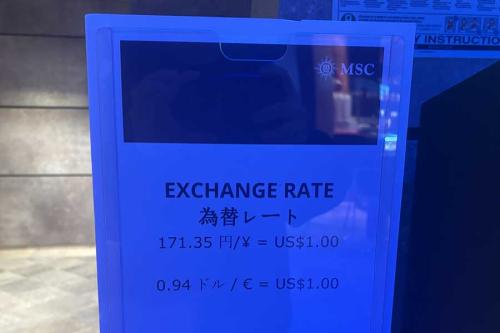 Y INSTRUCTION
MSC
EXCHANGE RATE
為替レート
171.35 円/¥ = US$1.00
0.94 ドル / € = US$1.00